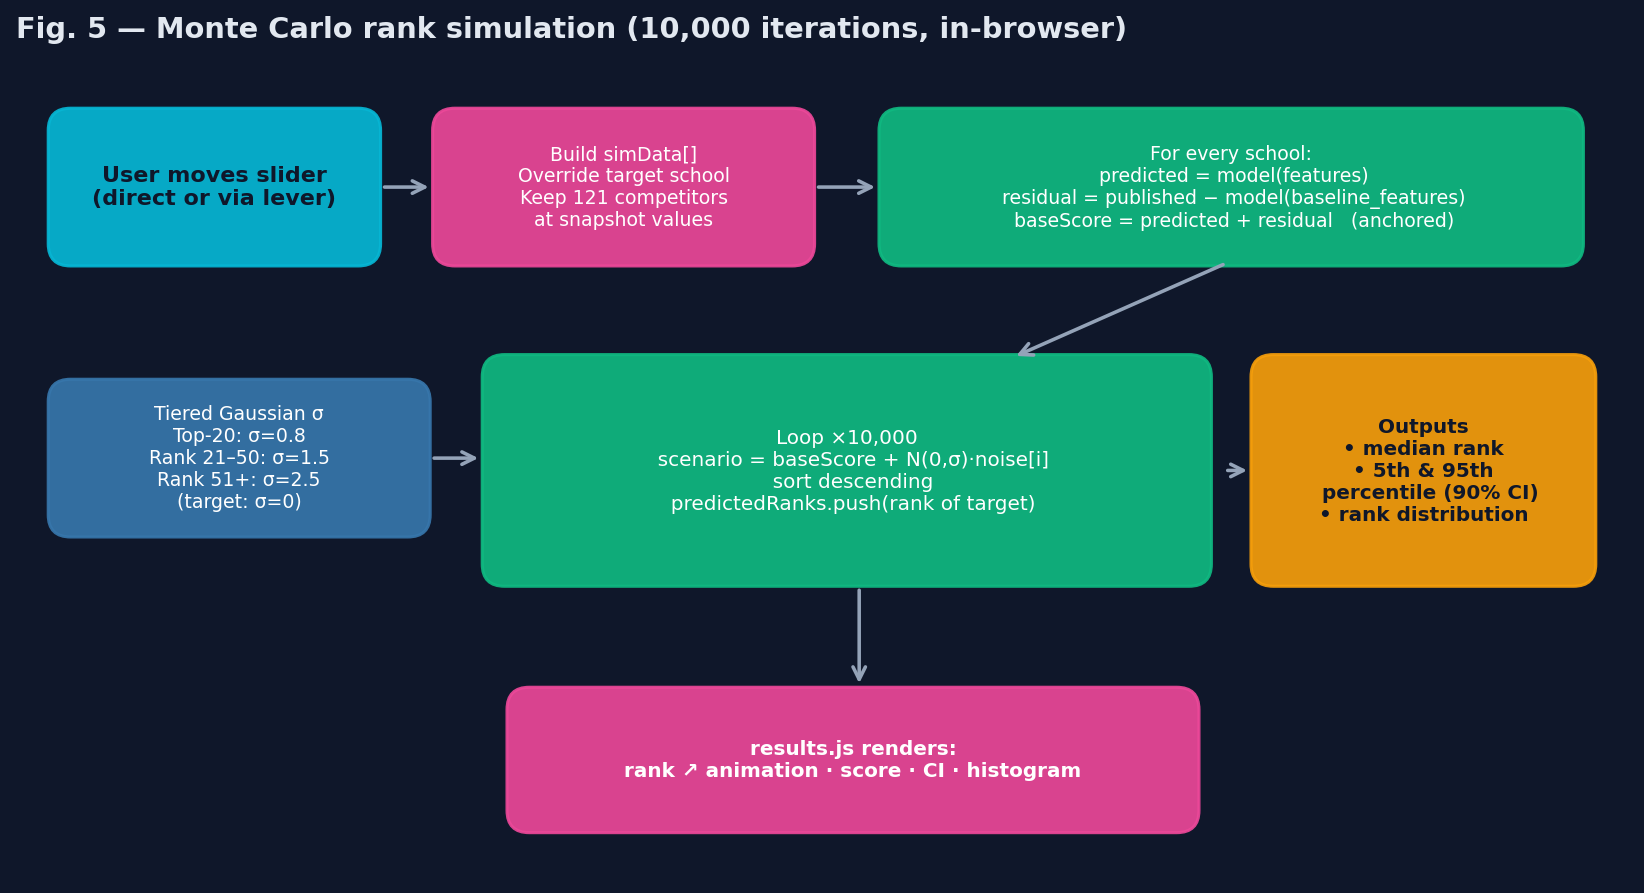 Fig. 5 — Monte Carlo rank simulation (10,000 iterations, in-browser)
User moves slider
(direct or via lever)
Build simData[]
Override target school
Keep 121 competitors
at snapshot values
For every school:
predicted = model(features)
residual = published − model(baseline_features)
baseScore = predicted + residual (anchored)
Tiered Gaussian σ
Top-20: σ=0.8
Rank 21–50: σ=1.5
Rank 51+: σ=2.5
(target: σ=0)
Loop ×10,000
scenario = baseScore + N(0,σ)·noise[i]
sort descending
predictedRanks.push(rank of target)
Outputs
• median rank
• 5th & 95th
percentile (90% CI)
• rank distribution
results.js renders:
rank ↗ animation · score · CI · histogram